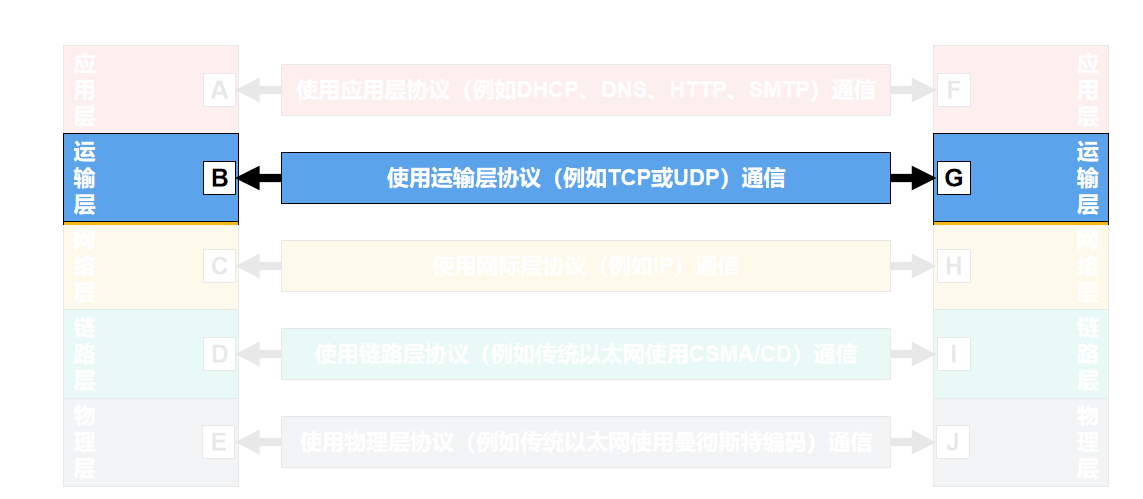 应用层
A
使用应用层协议（例如DHCP、DNS、HTTP、SMTP）通信
F
应用层
运输层
B
使用运输层协议（例如TCP或UDP）通信
G
运输层
网络层
C
使用网际层协议（例如IP）通信
H
网络层
链路层
D
使用链路层协议（例如传统以太网使用CSMA/CD）通信
I
链路层
物理层
E
使用物理层协议（例如传统以太网使用曼彻斯特编码）通信
J
物理层